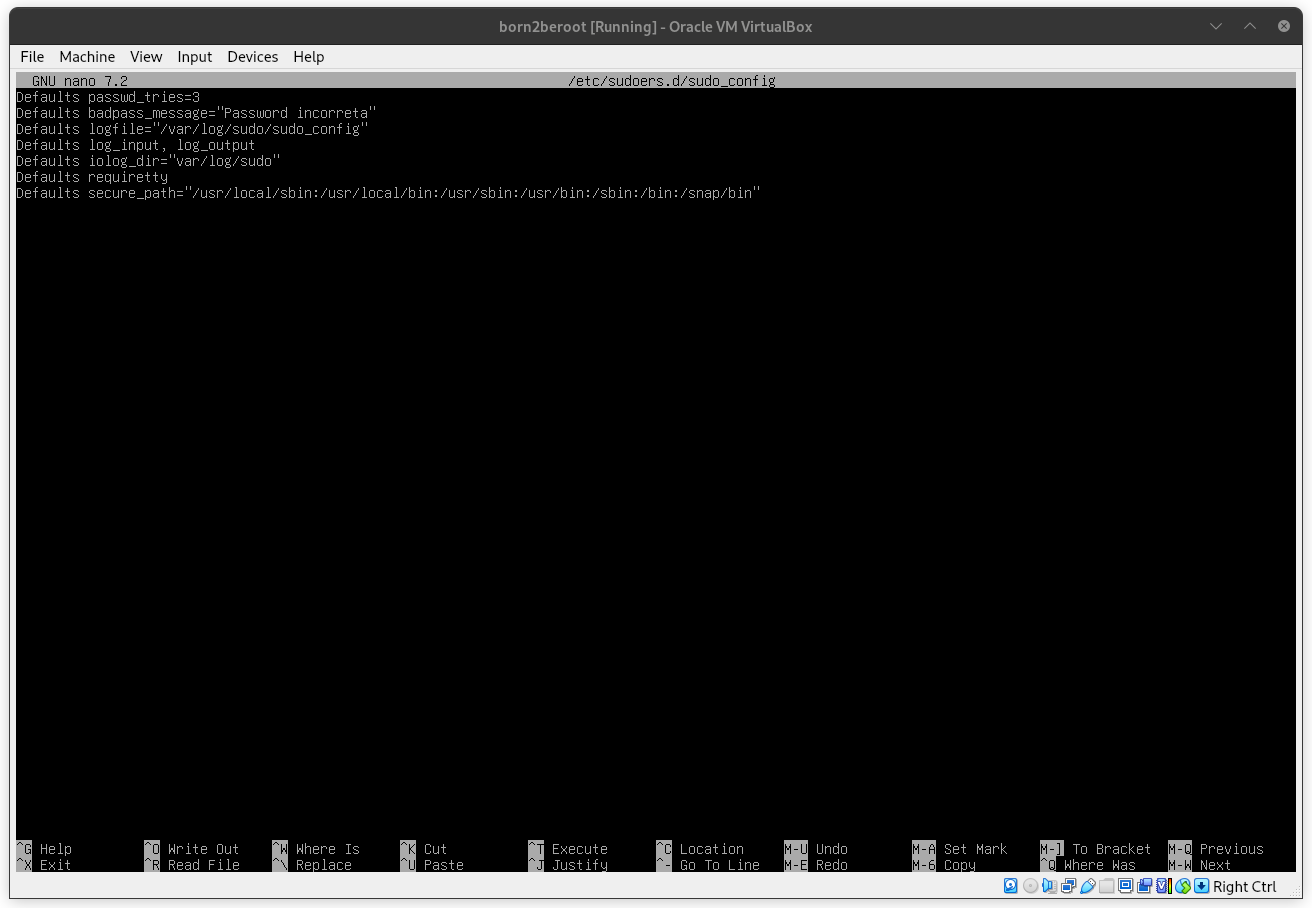 born2beroot [Running] - Oracle VM VirtualBox
File Machine View Input Devices Help
GNU nano 7.2 /etc/sudoers.d/sudo_config
Defaults passwd_tries=3
Defaults badpass_message="Password incorreta"
Defaults logfile="/var/log/sudo/sudo_config"
Defaults log_input, log_output
Defaults iolog_dir="var/log/sudo"
Defaults requiretty
Defaults secure_path="/usr/local/sbin:/usr/local/bin:/usr/sbin:/usr/bin:/sbin:/bin:/snap/bin"
^G Help ^O Write Out ^W Where Is ^K Cut ^T Execute ^C Location M-U Undo M-A Set Mark M-] To Bracket M-Q Previous
^X Exit ^R Read File ^\ Replace ^U Paste ^J Justify ^- Go To Line M-E Redo M-6 Copy ^Q Where Was M-W Next
Right Ctrl